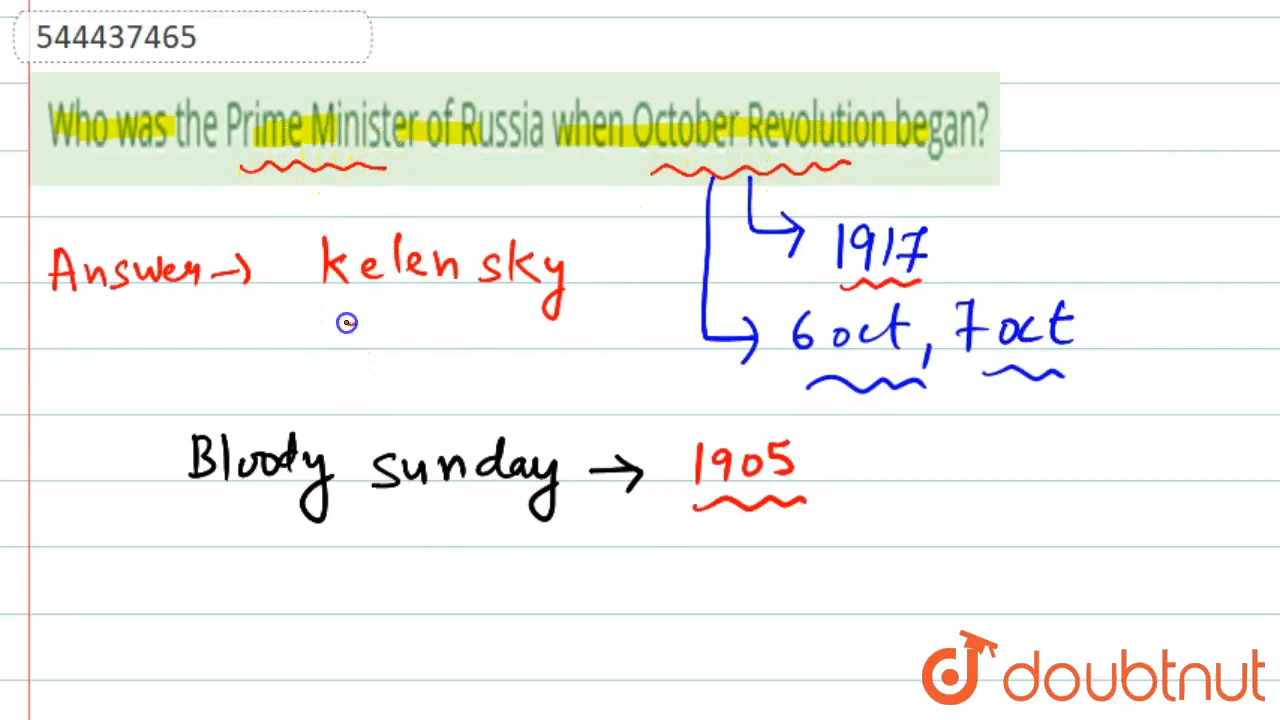 544437465
Who was the Prime Minister of Russia when October Revolution began?
1917
Answer → kelensky
6 oct, 7 oct
Bloody sunday → 1905
doubtnut